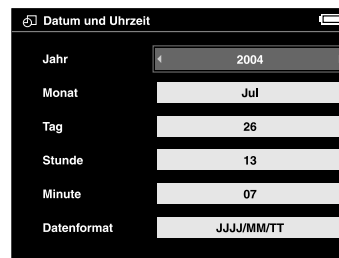 Datum und Uhrzeit
Jahr 2004
Monat Jul
Tag 26
Stunde 13
Minute 07
Datenformat JJJJ/MM/TT